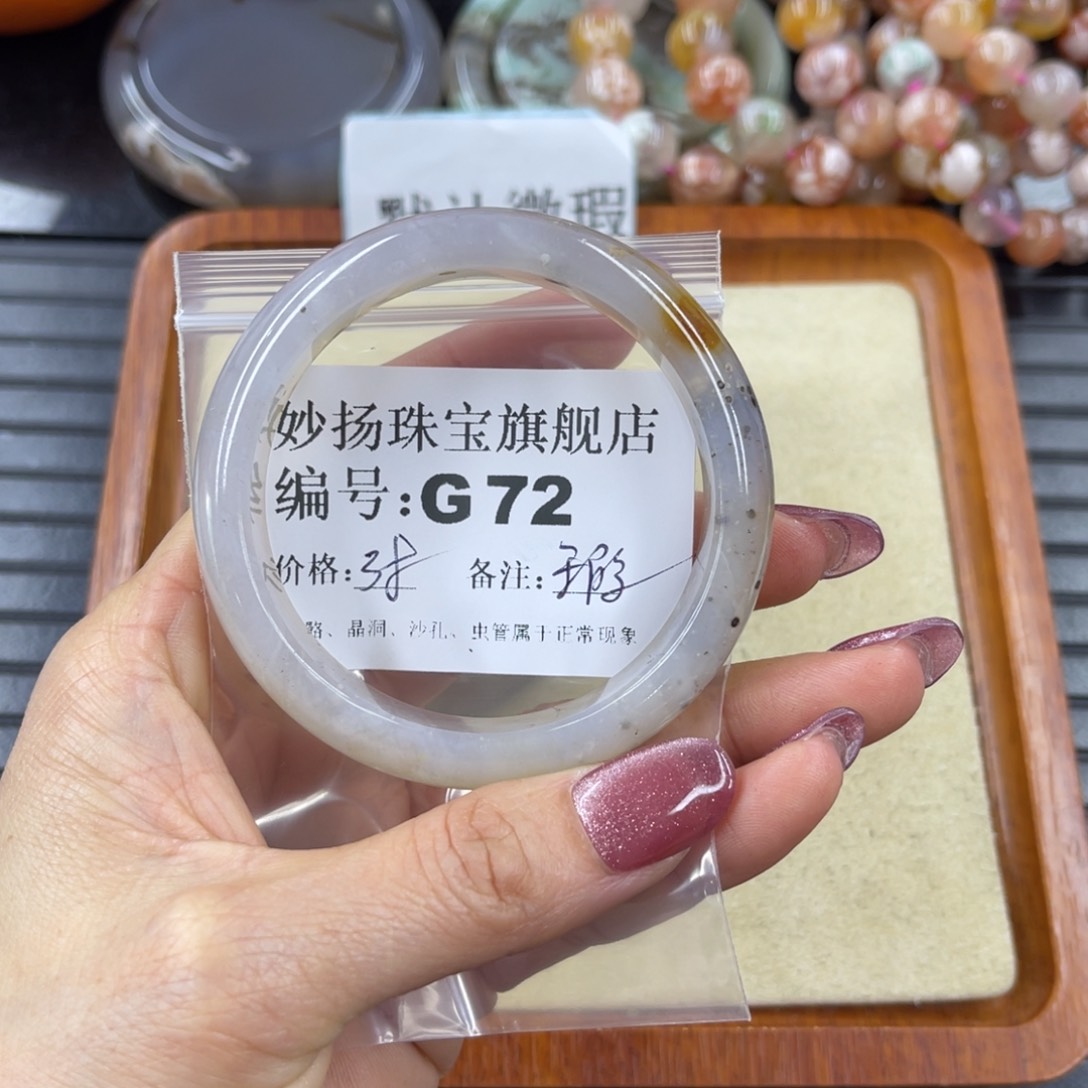 默认微瑕
妙扬珠宝旗舰店
编号:G72
价格: 备注:
晶洞、沙孔、虫管属于正常现象